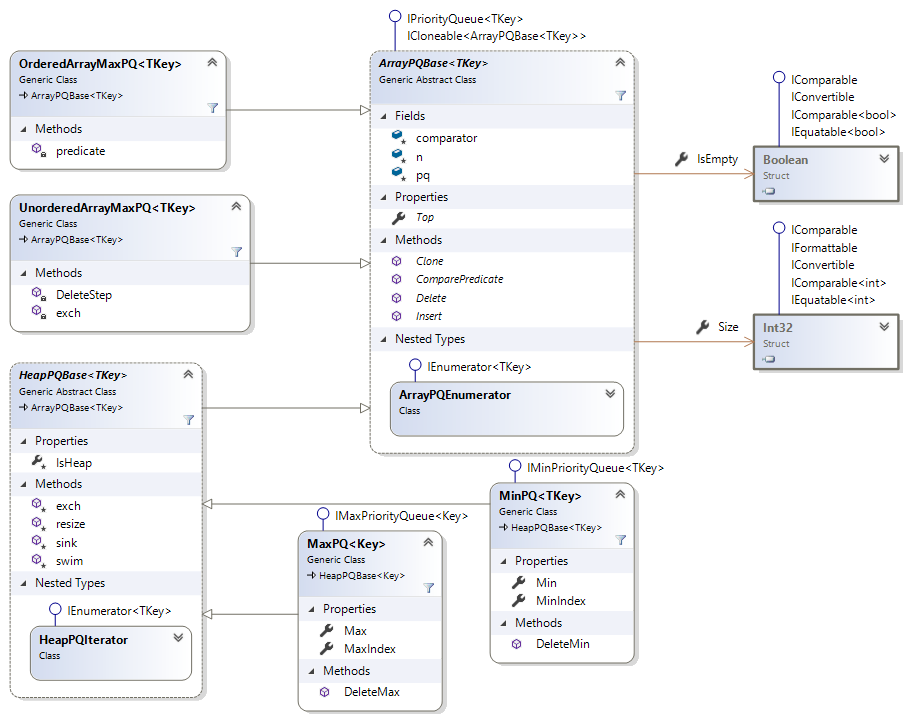 IPriorityQueue<TKey>
ICloneable<ArrayPQBase<TKey>>
OrderedArrayMaxPQ<TKey>
Generic Class
ArrayPQBase<TKey>
Methods
predicate
UnorderedArrayMaxPQ<TKey>
Generic Class
ArrayPQBase<TKey>
Methods
DeleteStep
exch
HeapPQBase<TKey>
Generic Abstract Class
ArrayPQBase<TKey>
Properties
IsHeap
Methods
exch
resize
sink
swim
Nested Types
IEnumerator<TKey>
HeapPQIterator
Class
ArrayPQBase<TKey>
Generic Abstract Class
Fields
comparator
n
pq
Properties
Top
Methods
Clone
ComparePredicate
Delete
Insert
Nested Types
IEnumerator<TKey>
ArrayPQEnumerator
Class
IMaxPriorityQueue<Key>
MaxPQ<Key>
Generic Class
HeapPQBase<Key>
Properties
Max
MaxIndex
Methods
DeleteMax
IMinPriorityQueue<TKey>
MinPQ<TKey>
Generic Class
HeapPQBase<TKey>
Properties
Min
MinIndex
Methods
DeleteMin
IComparable
IConvertible
IComparable<bool>
IEquatable<bool>
IsEmpty
Boolean
Struct
IComparable
IFormattable
IConvertible
IComparable<int>
IEquatable<int>
Size
Int32
Struct